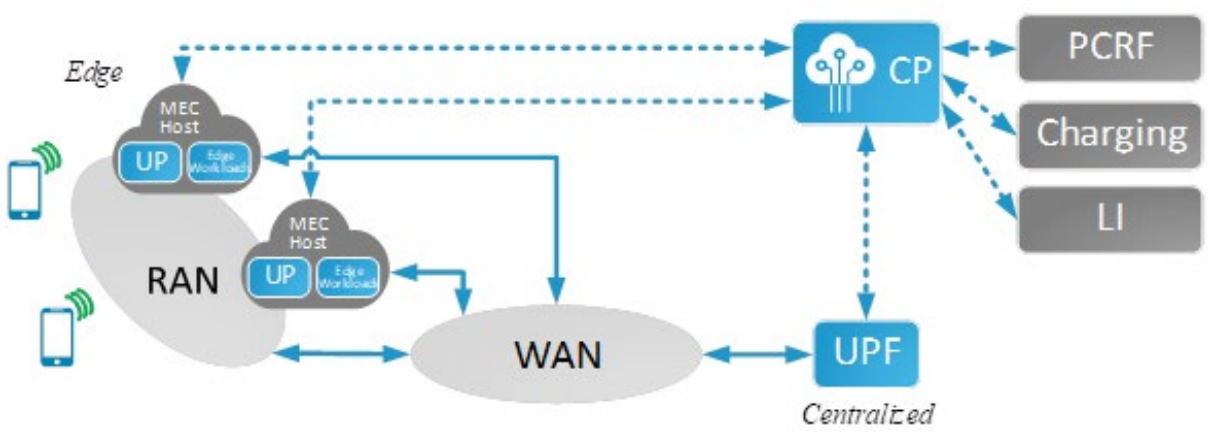 Edge
MEC
Host
UP
Edge
Workloads
MEC
Host
UP
Edge
Workloads
RAN
WAN
CP
PCRF
Charging
LI
UPF
Centralized